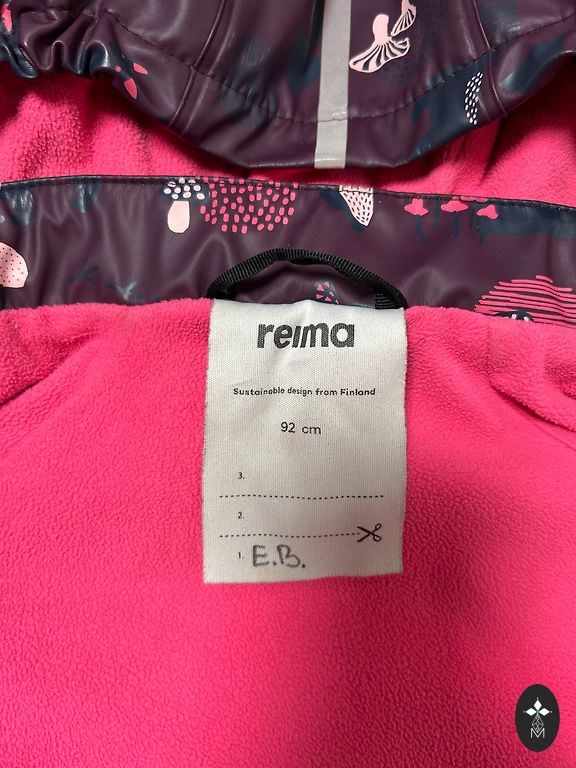 reima
Sustainable design from Finland
92 cm
3.
2.
1. E.B.